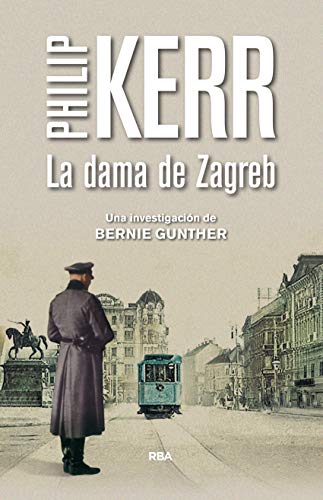 PHILIP
KERR
La dama de Zagreb
Una investigación de
BERNIE GUNTHER
RBA